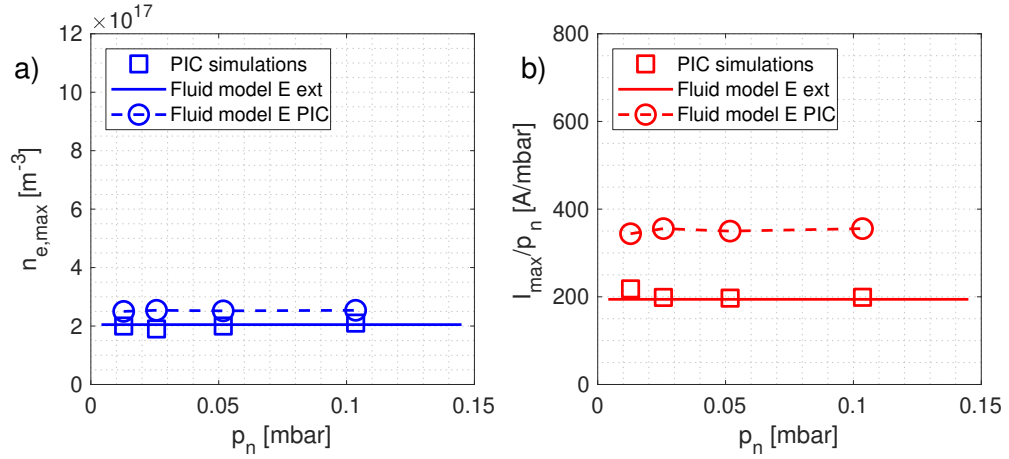 ×10^17
a)
12
10
8
6
4
2
0
n_e,max [m^-3]
PIC simulations
Fluid model E ext
Fluid model E PIC
0 0.05 0.1 0.15
p_n [mbar]
b)
800
600
400
200
0
I_max/p_n [A/mbar]
PIC simulations
Fluid model E ext
Fluid model E PIC
0 0.05 0.1 0.15
p_n [mbar]